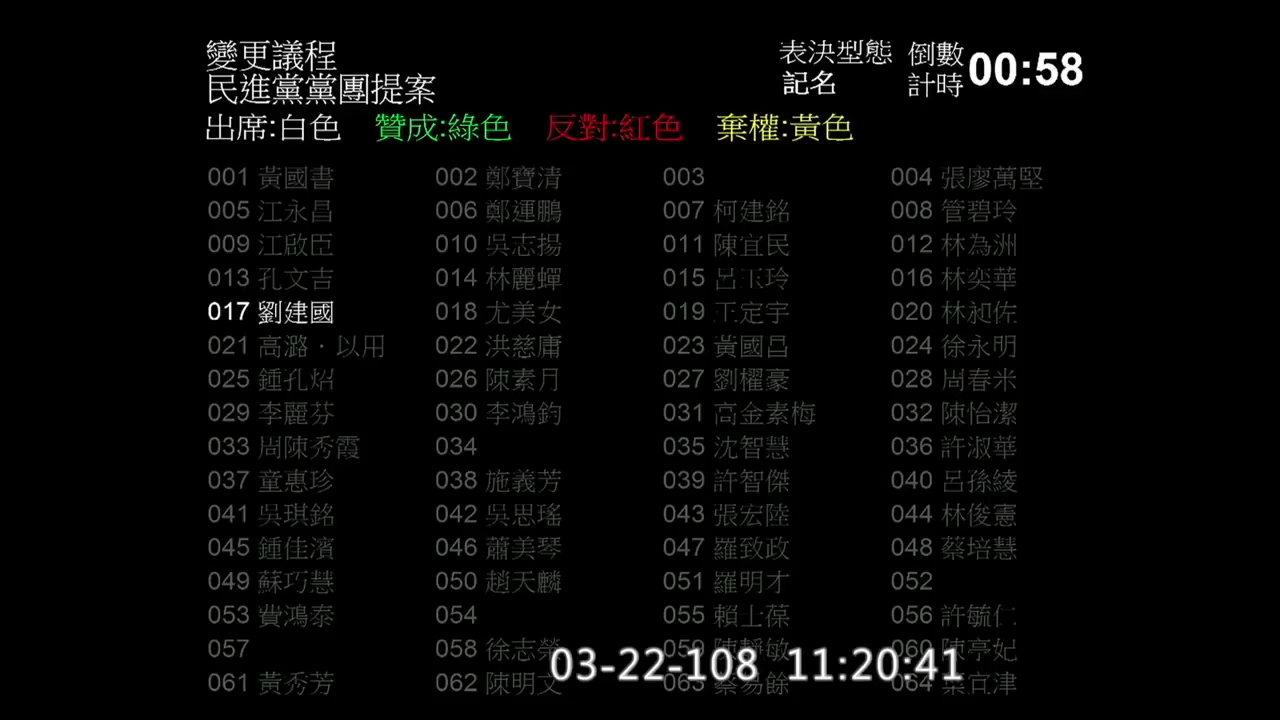 變更議程
民進黨黨團提案
表決型態
記名
倒數
計時
00:58
出席:白色 贊成:綠色 反對:紅色 棄權:黃色
001 黃國書 002 鄭寶清 003 004 張廖萬堅
005 江永昌 006 鄭運鵬 007 柯建銘 008 管碧玲
009 江啟臣 010 吳志揚 011 陳宜民 012 林為洲
013 孔文吉 014 林麗蟬 015 呂玉玲 016 林奕華
017 劉建國 018 尤美女 019 王定宇 020 林昶佐
021 高潞．以用 022 洪慈庸 023 黃國昌 024 徐永明
025 鍾孔炤 026 陳素月 027 劉櫂豪 028 周春米
029 李麗芬 030 李鴻鈞 031 高金素梅 032 陳怡潔
033 周陳秀霞 034 035 沈智慧 036 許淑華
037 童惠珍 038 施義芳 039 許智傑 040 呂孫綾
041 吳琪銘 042 吳思瑤 043 張宏陸 044 林俊憲
045 鍾佳濱 046 蕭美琴 047 羅致政 048 蔡培慧
049 蘇巧慧 050 趙天麟 051 羅明才 052
053 費鴻泰 054 055 賴士葆 056 許毓仁
057 058 徐志榮 059 陳靜敏 060 陳亭妃
061 黃秀芳 062 陳明文 063 蔡易餘 064 葉宜津
03-22-108 11:20:41